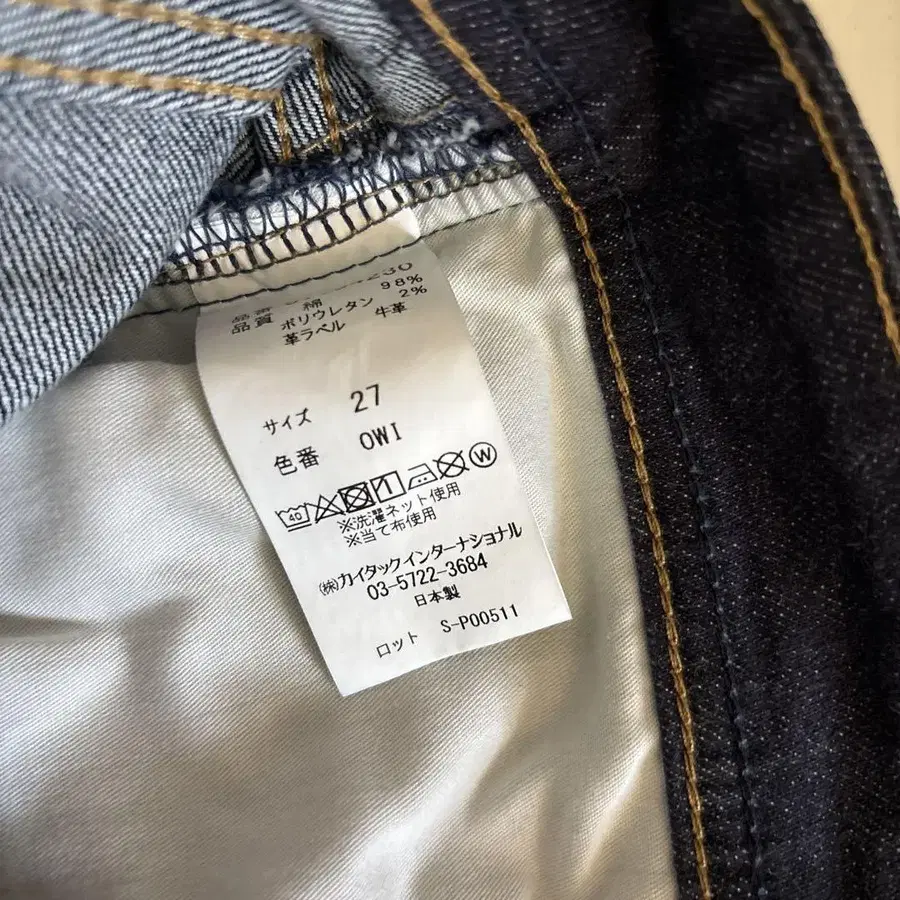 品番
品質 綿 98%
ポリウレタン 2%
革ラベル 牛革
サイズ 27
色番 OWI
40 W
※洗濯ネット使用
※当て布使用
㈱カイタックインターナショナル
03-5722-3684
日本製
ロット S-P00511